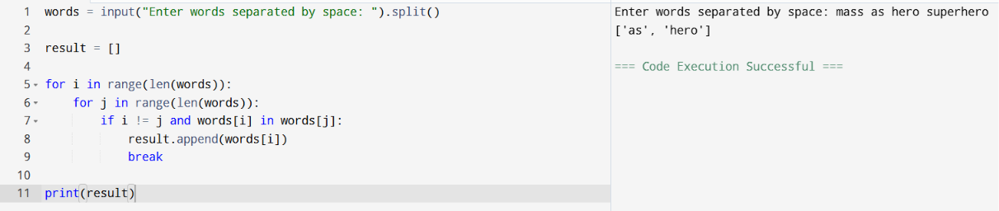 1 words = input("Enter words separated by space: ").split()
2
3 result = []
4
5 for i in range(len(words)):
6     for j in range(len(words)):
7         if i != j and words[i] in words[j]:
8             result.append(words[i])
9             break
10
11 print(result)
Enter words separated by space: mass as hero superhero
['as', 'hero']
=== Code Execution Successful ===